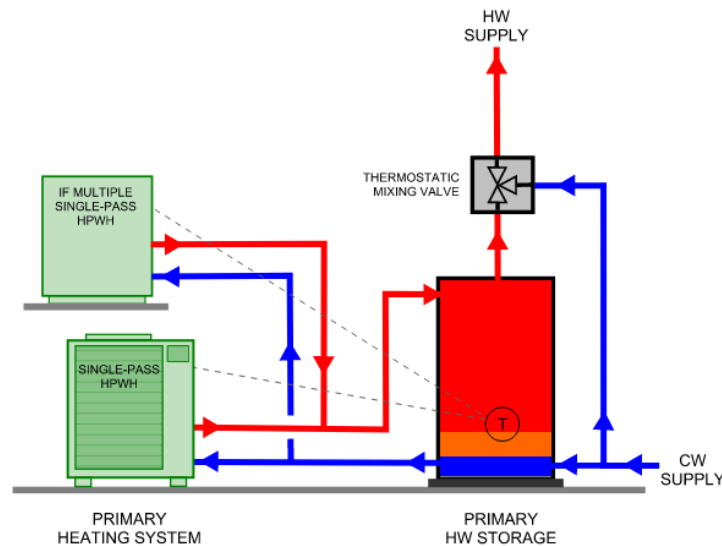 HW
SUPPLY
THERMOSTATIC
MIXING VALVE
IF MULTIPLE
SINGLE-PASS
HPWH
SINGLE-PASS
HPWH
T
CW
SUPPLY
PRIMARY
HEATING SYSTEM
PRIMARY
HW STORAGE